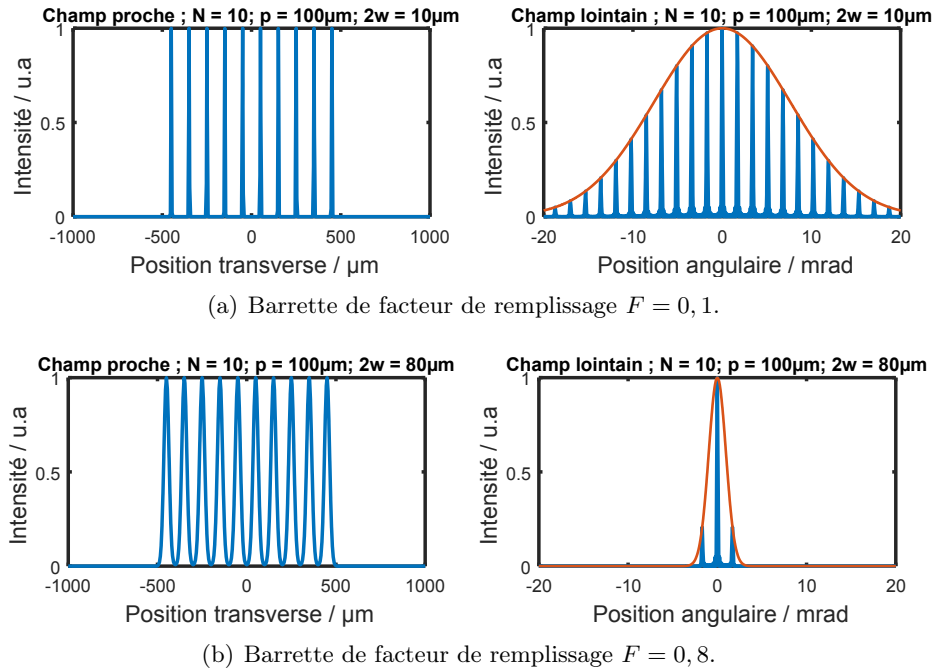 Champ proche ; N = 10; p = 100µm; 2w = 10µm
Champ lointain ; N = 10; p = 100µm; 2w = 10µm
Intensité / u.a
1
0.5
0
-1000
-500
0
500
1000
Position transverse / µm
Intensité / u.a
1
0.5
0
-20
-10
0
10
20
Position angulaire / mrad
(a) Barrette de facteur de remplissage F = 0, 1.
Champ proche ; N = 10; p = 100µm; 2w = 80µm
Champ lointain ; N = 10; p = 100µm; 2w = 80µm
Intensité / u.a
1
0.5
0
-1000
-500
0
500
1000
Position transverse / µm
Intensité / u.a
1
0.5
0
-20
-10
0
10
20
Position angulaire / mrad
(b) Barrette de facteur de remplissage F = 0, 8.